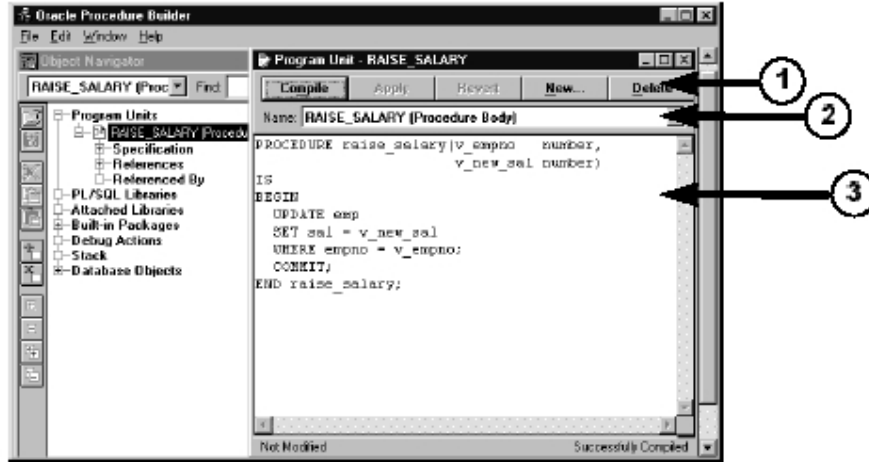 Oracle Procedure Builder
File Edit Window Help
Object Navigator
RAISE_SALARY (Proc Find:
Program Units
RAISE_SALARY (Procedu
Specification
References
Referenced By
PL/SQL Libraries
Attached Libraries
Built-in Packages
Debug Actions
Stack
Database Objects
Program Unit - RAISE_SALARY
Compile Apply Revert New... Delete
Name: RAISE_SALARY (Procedure Body)
PROCEDURE raise_salary(v_empno number,
v_new_sal number)
IS
BEGIN
UPDATE emp
SET sal = v_new_sal
WHERE empno = v_empno;
COMMIT;
END raise_salary;
Not Modified Successfully Compiled
1
2
3